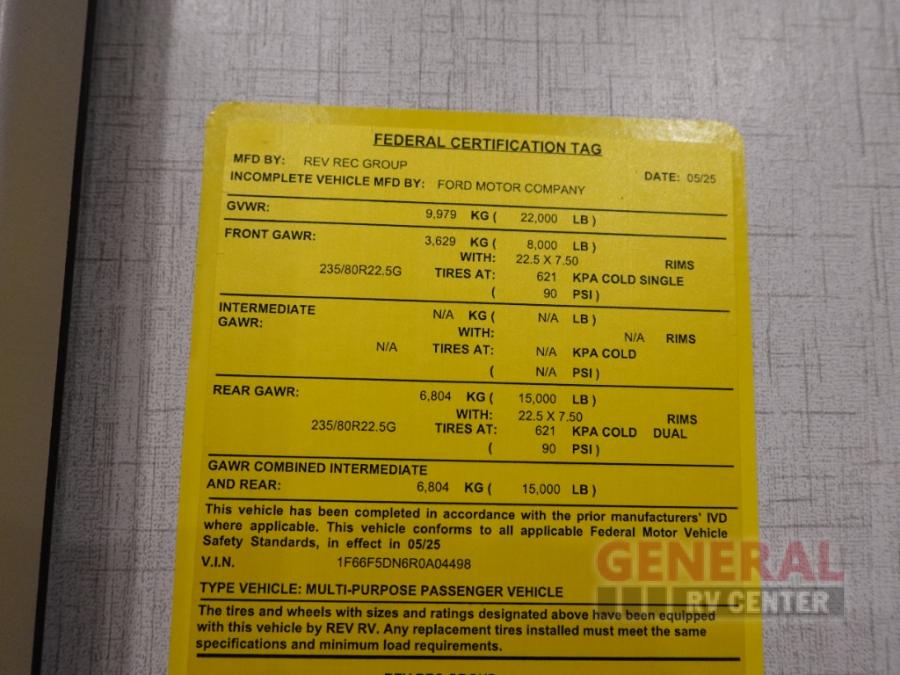 FEDERAL CERTIFICATION TAG
MFD BY: REV REC GROUP DATE: 05/25
INCOMPLETE VEHICLE MFD BY: FORD MOTOR COMPANY
GVWR: 9,979 KG ( 22,000 LB )
FRONT GAWR: 3,629 KG ( 8,000 LB )
WITH: 22.5 X 7.50 RIMS
235/80R22.5G TIRES AT: 621 KPA COLD SINGLE
( 90 PSI )
INTERMEDIATE N/A KG ( N/A LB )
GAWR: WITH: N/A RIMS
N/A TIRES AT: N/A KPA COLD
( N/A PSI )
REAR GAWR: 6,804 KG ( 15,000 LB )
WITH: 22.5 X 7.50 RIMS
235/80R22.5G TIRES AT: 621 KPA COLD DUAL
( 90 PSI )
GAWR COMBINED INTERMEDIATE
AND REAR: 6,804 KG ( 15,000 LB )
This vehicle has been completed in accordance with the prior manufacturers' IVD
where applicable. This vehicle conforms to all applicable Federal Motor Vehicle
Safety Standards, in effect in 05/25
V.I.N. 1F66F5DN6R0A04498
TYPE VEHICLE: MULTI-PURPOSE PASSENGER VEHICLE
The tires and wheels with sizes and ratings designated above have been equipped
with this vehicle by REV RV. Any replacement tires installed must meet the same
specifications and minimum load requirements.
GENERAL
RV CENTER